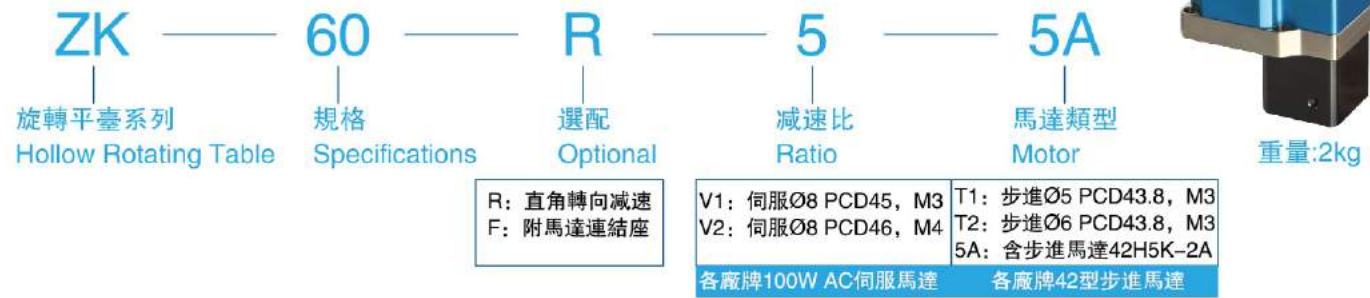 ZK — 60 — R — 5 — 5A
旋轉平臺系列 規格 選配 减速比 馬達類型
Hollow Rotating Table Specifications Optional Ratio Motor
重量:2kg
R：直角轉向减速
F：附馬達連結座
V1：伺服Ø8 PCD45，M3
V2：伺服Ø8 PCD46，M4
各廠牌100W AC伺服馬達
T1：步進Ø5 PCD43.8，M3
T2：步進Ø6 PCD43.8，M3
5A：含步進馬達42H5K-2A
各廠牌42型步進馬達